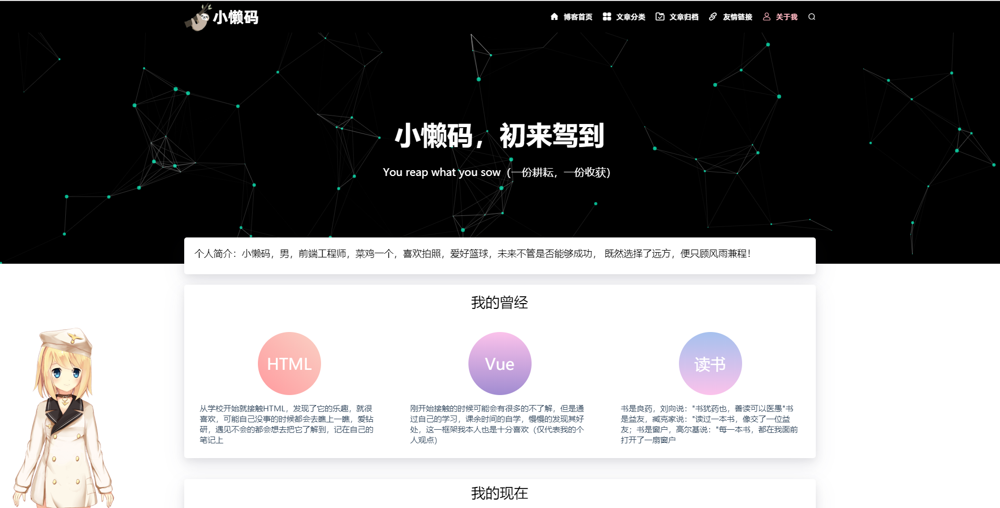 小懒码
博客首页 文章分类 文章归档 友情链接 关于我
小懒码，初来驾到
You reap what you sow（一份耕耘，一份收获）
个人简介：小懒码，男，前端工程师，菜鸡一个，喜欢拍照，爱好篮球，未来不管是否能够成功， 既然选择了远方，便只顾风雨兼程！
我的曾经
HTML
从学校开始就接触HTML，发现了它的乐趣，就很
喜欢，可能自己没事的时候都会去瞧上一瞧，爱钻
研，遇见不会的都会想去把它了解到，记在自己的
笔记上
Vue
刚开始接触的时候可能会有很多的不了解，但是通
过自己的学习，课余时间的自学，慢慢的发现其好
处，这一框架我本人也是十分喜欢（仅代表我的个
人观点）
读书
书是良药，刘向说："书犹药也，善读可以医愚"书
是益友，臧克家说："读过一本书，像交了一位益
友；书是窗户，高尔基说："每一本书，都在我面前
打开了一扇窗户
我的现在